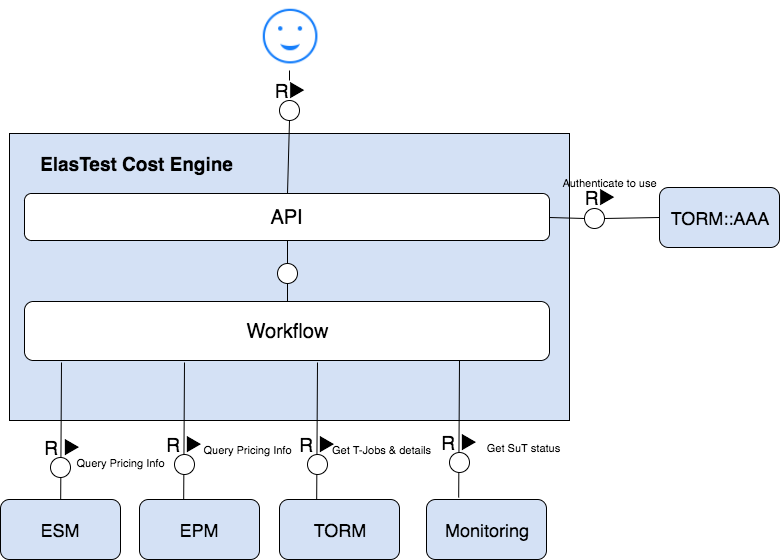 R
ElasTest Cost Engine
Authenticate to use
R
API
TORM::AAA
Workflow
R
Query Pricing Info
R
Query Pricing Info
R
Get T-Jobs & details
R
Get SuT status
ESM
EPM
TORM
Monitoring